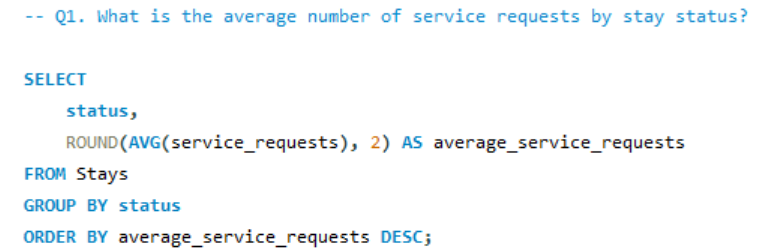 -- Q1. What is the average number of service requests by stay status?
SELECT
status,
ROUND(AVG(service_requests), 2) AS average_service_requests
FROM Stays
GROUP BY status
ORDER BY average_service_requests DESC;